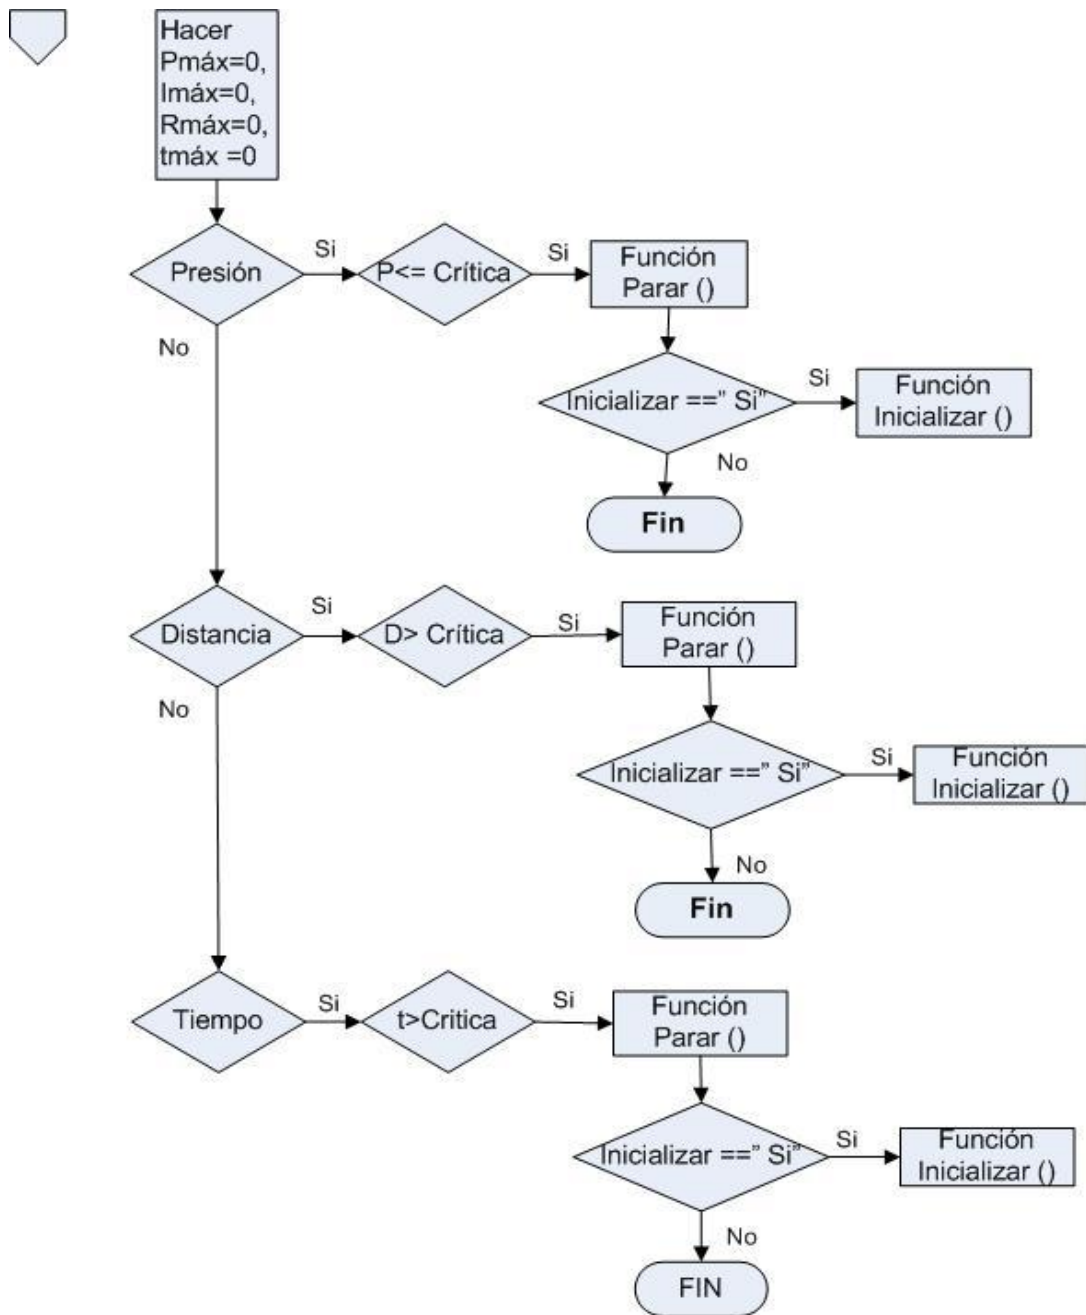 Hacer
Pmáx=0,
Imáx=0,
Rmáx=0,
tmáx =0
Presión
Si
P<= Crítica
Si
Función
Parar ()
No
Inicializar ==” Si”
Si
Función
Inicializar ()
No
Fin
Distancia
Si
D> Crítica
Si
Función
Parar ()
No
Inicializar ==” Si”
Si
Función
Inicializar ()
No
Fin
Tiempo
Si
t>Critica
Si
Función
Parar ()
Inicializar ==” Si”
Si
Función
Inicializar ()
No
FIN